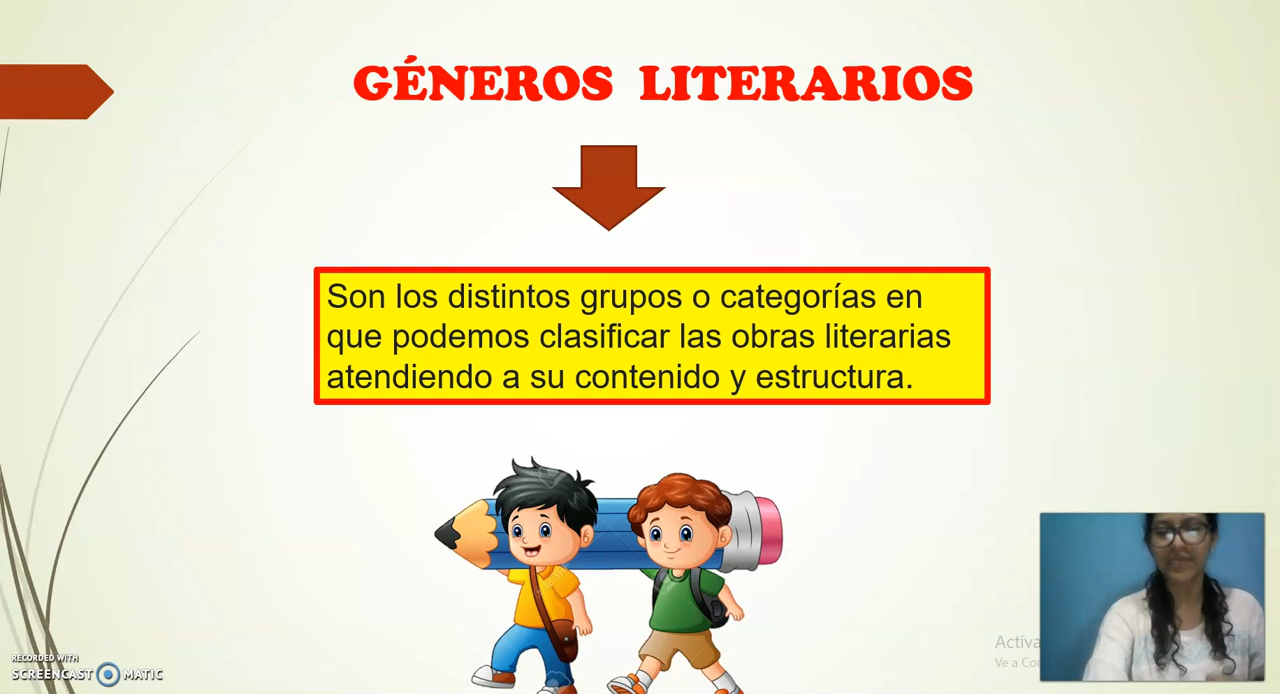 GÉNEROS LITERARIOS
Son los distintos grupos o categorías en
que podemos clasificar las obras literarias
atendiendo a su contenido y estructura.
RECORDED WITH
SCREENCAST MATIC